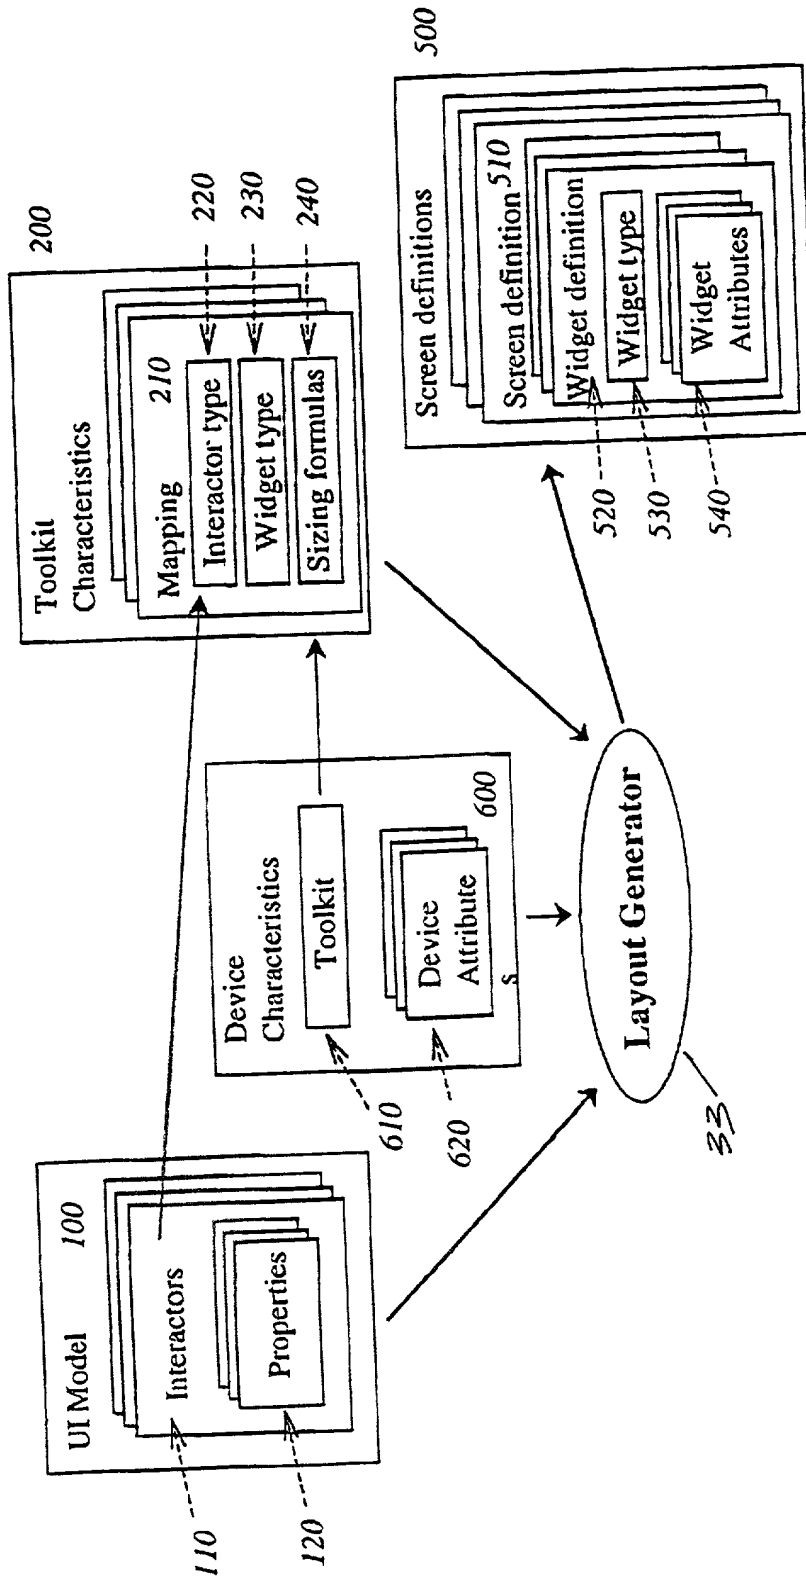 UI Model
100
Interactors
Properties
110
120
Device
Characteristics
Toolkit
Device
Attribute
s
600
610
620
Toolkit
Characteristics
200
Mapping
210
Interactor type
Widget type
Sizing formulas
220
230
240
Layout Generator
33
Screen definitions
500
Screen definition
510
Widget definition
Widget type
Widget
Attributes
520
530
540